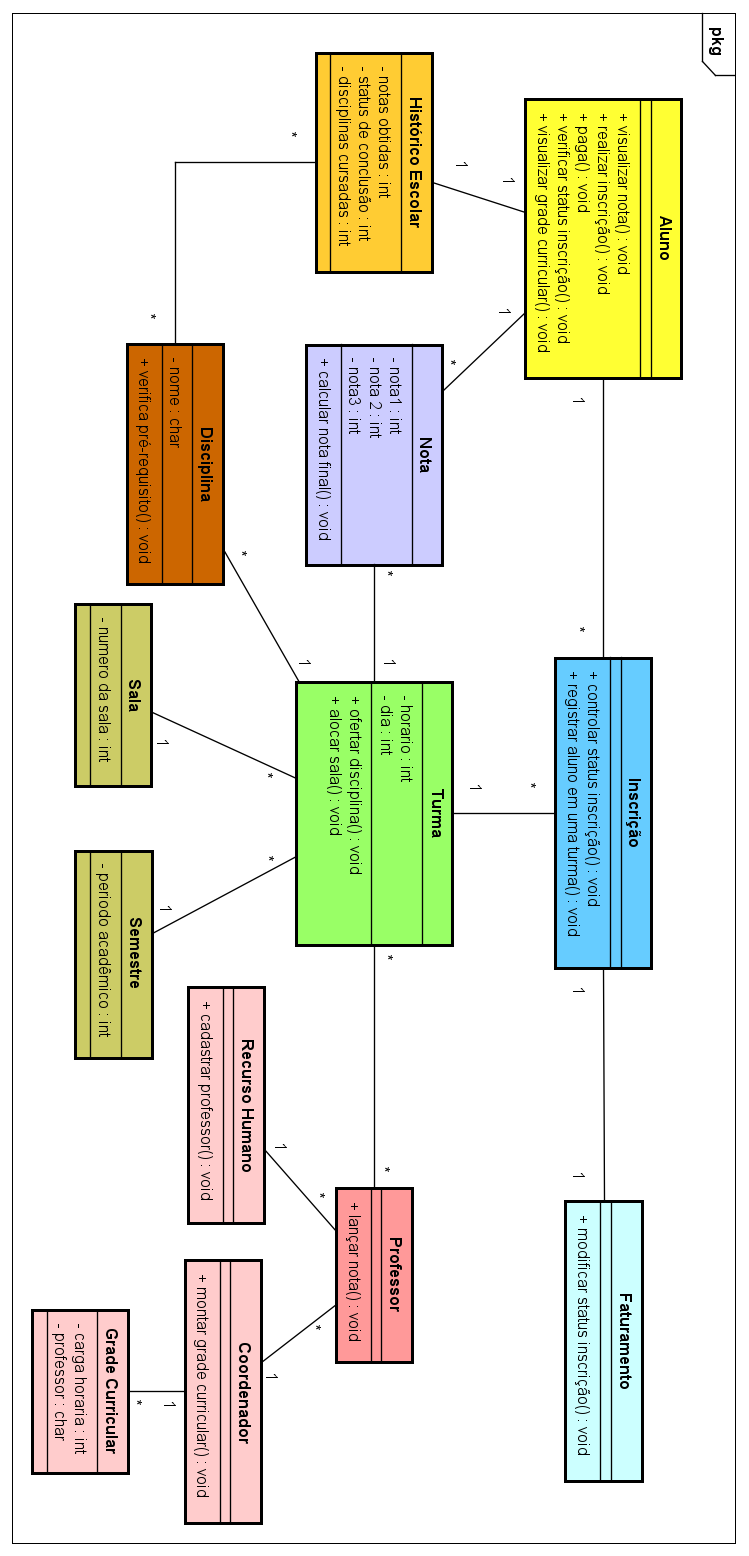 pkg
Aluno
+ visualizar nota() : void
+ realizar inscrição() : void
+ paga() : void
+ verificar status inscrição() : void
+ visualizar grade curricular() : void
1
*
Inscrição
+ controlar status inscrição() : void
+ registrar aluno em uma turma() : void
1
1
Faturamento
+ modificar status inscrição() : void
1
1
1
*
*
1
Histórico Escolar
- notas obtidas : int
- status de conclusão : int
- disciplinas cursadas : int
Nota
- nota1 : int
- nota 2 : int
- nota3 : int
+ calcular nota final() : void
*
1
Turma
- horario : int
- dia : int
+ ofertar disciplina() : void
+ alocar sala() : void
*
*
Professor
+ lançar nota() : void
*
*
*
1
*
1
*
*
1
1
Disciplina
- nome : char
+ verifica pré-requisito() : void
Recurso Humano
+ cadastrar professor() : void
Coordenador
+ montar grade curricular() : void
1
1
1
*
Sala
- numero da sala : int
Semestre
- periodo acadêmico : int
Grade Curricular
- carga horaria : int
- professor : char